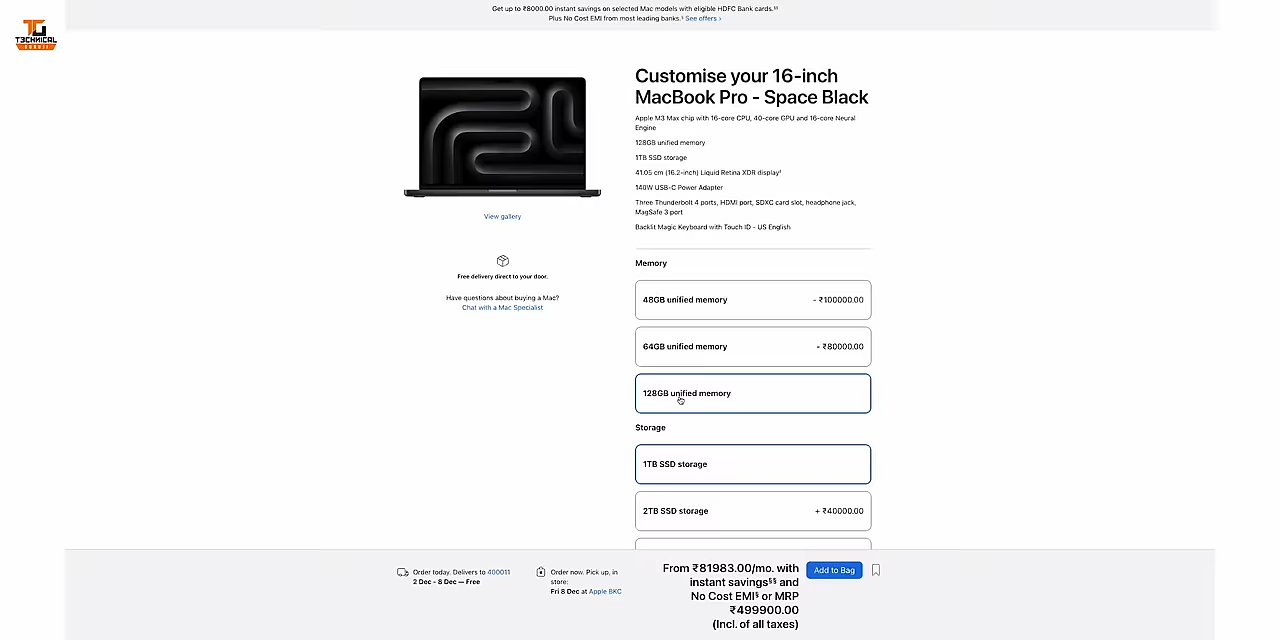 Get up to ₹8000.00 instant savings on selected Mac models with eligible HDFC Bank cards.§§
Plus No Cost EMI from most leading banks.§ See offers ›
TG
TECHNICAL
GURUJI
Customise your 16-inch
MacBook Pro - Space Black
Apple M3 Max chip with 16-core CPU, 40-core GPU and 16-core Neural
Engine
128GB unified memory
1TB SSD storage
41.05 cm (16.2-inch) Liquid Retina XDR display²
140W USB-C Power Adapter
Three Thunderbolt 4 ports, HDMI port, SDXC card slot, headphone jack,
MagSafe 3 port
Backlit Magic Keyboard with Touch ID - US English
View gallery
Free delivery direct to your door.
Have questions about buying a Mac?
Chat with a Mac Specialist
Memory
48GB unified memory - ₹100000.00
64GB unified memory - ₹80000.00
128GB unified memory
Storage
1TB SSD storage
2TB SSD storage + ₹40000.00
Order today. Delivers to 400011
2 Dec - 8 Dec — Free
Order now. Pick up, in
store:
Fri 8 Dec at Apple BKC
From ₹81983.00/mo. with
instant savings§§ and
No Cost EMI§ or MRP
₹499900.00
(Incl. of all taxes)
Add to Bag